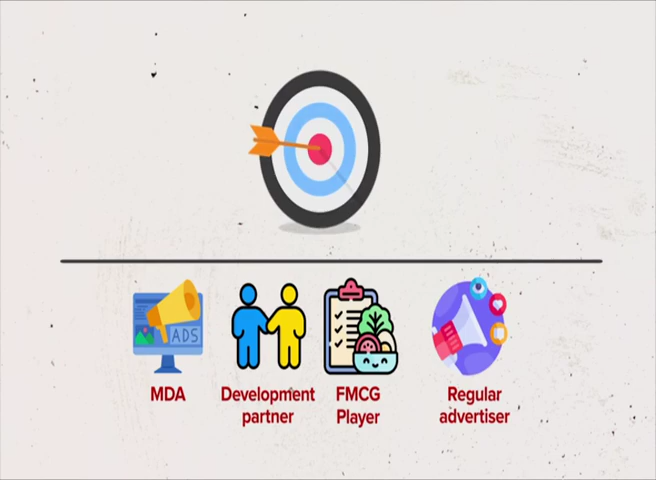 ADS
MDA
Development
partner
FMCG
Player
Regular
advertiser